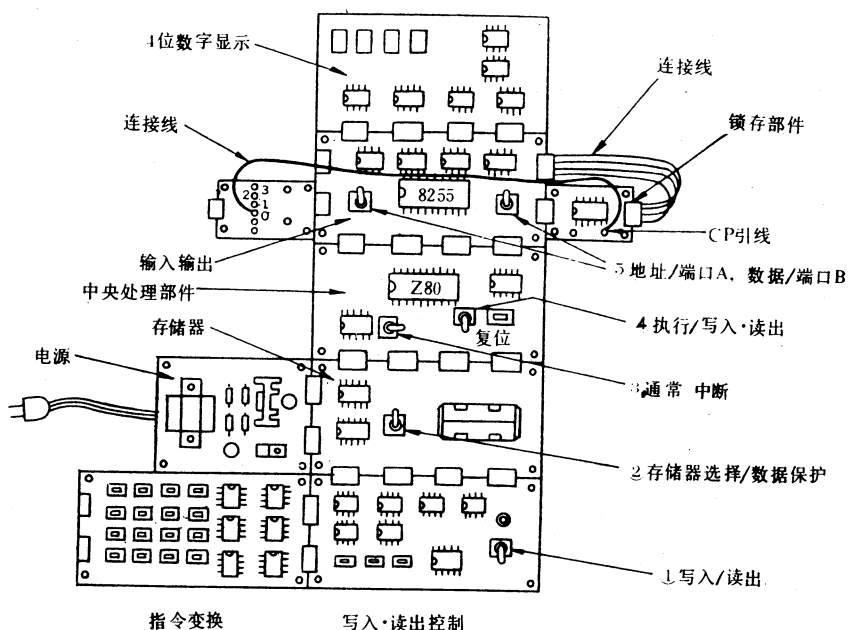 4位数字显示
连接线
连接线
锁存部件
8255
3
2
1
0
CP引线
输入输出
5地址/端口A, 数据/端口B
中央处理部件
Z80
4执行/写入·读出
存储器
复位
电源
3通常 中断
2存储器选择/数据保护
1写入/读出
指令变换
写入·读出控制